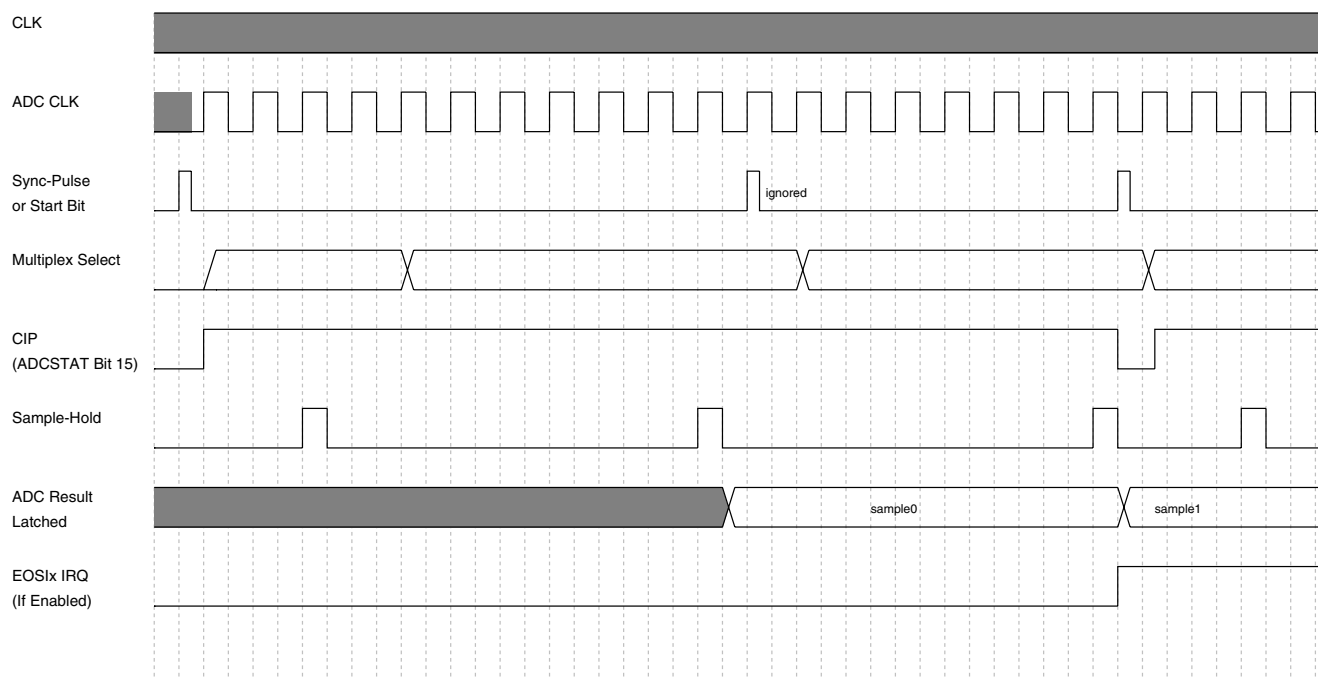 CLK
ADC CLK
Sync-Pulse
or Start Bit
ignored
Multiplex Select
CIP
(ADCSTAT Bit 15)
Sample-Hold
ADC Result
Latched
sample0
sample1
EOSIx IRQ
(If Enabled)